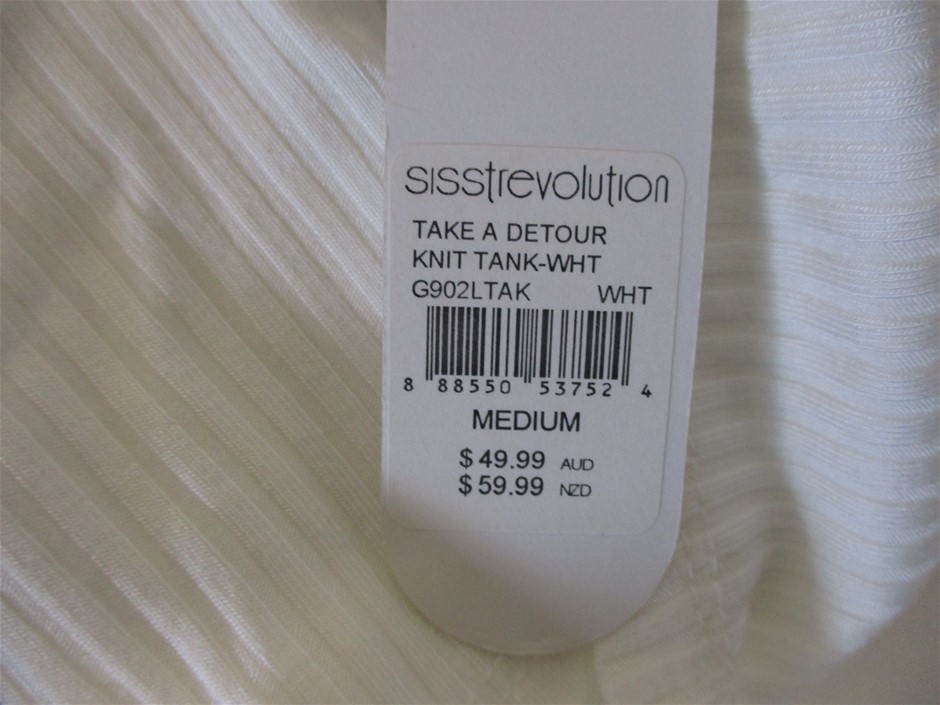 sisstrevolution
TAKE A DETOUR
KNIT TANK-WHT
G902LTAK WHT
8 88550 53752 4
MEDIUM
$ 49.99 AUD
$ 59.99 NZD